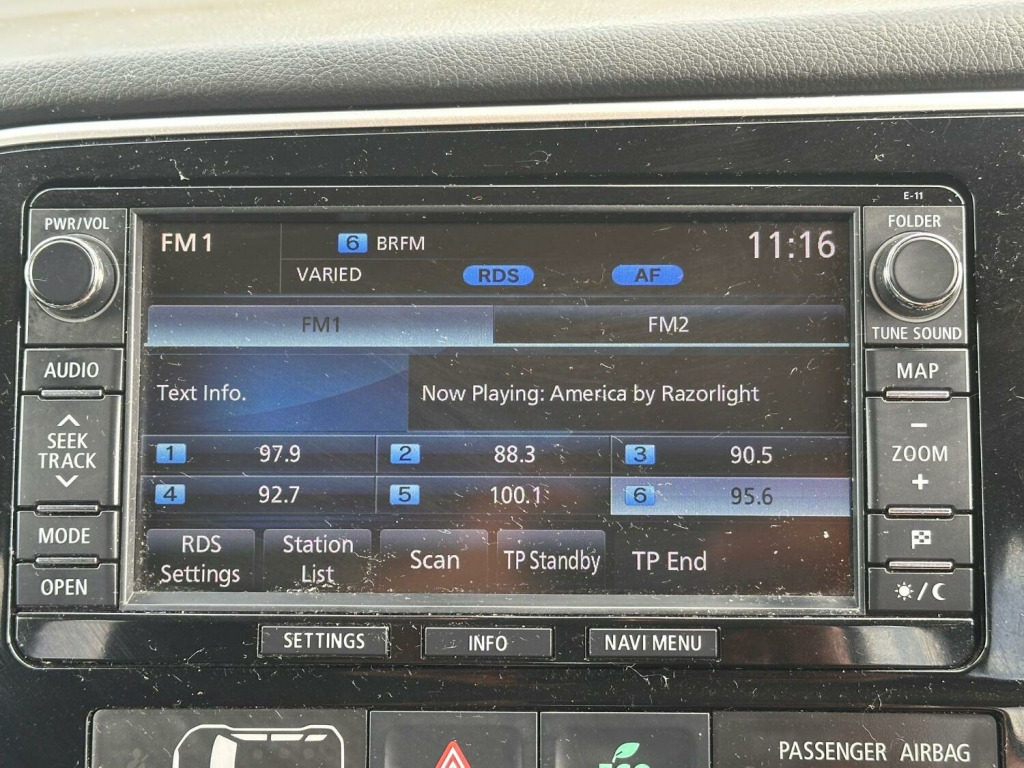 E-11
PWR/VOL
FOLDER
FM1
6 BRFM
11:16
VARIED
RDS
AF
TUNE SOUND
FM1
FM2
AUDIO
MAP
Text Info.
Now Playing: America by Razorlight
SEEK
TRACK
ZOOM
1 97.9
2 88.3
3 90.5
4 92.7
5 100.1
6 95.6
MODE
RDS
Settings
Station
List
Scan
TP Standby
TP End
OPEN
SETTINGS
INFO
NAVI MENU
PASSENGER AIRBAG
ECO